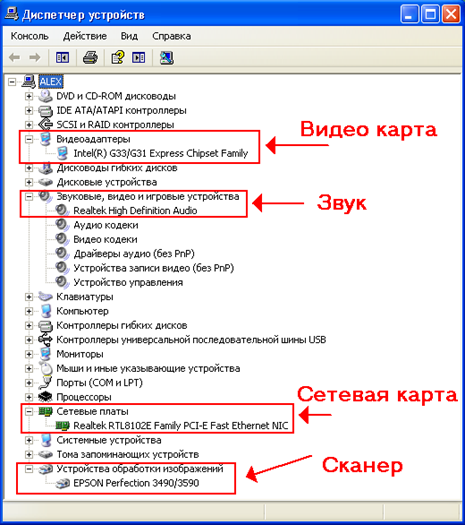 Диспетчер устройств
Консоль Действие Вид Справка
ALEX
DVD и CD-ROM дисководы
IDE ATA/ATAPI контроллеры
SCSI и RAID контроллеры
Видеоадаптеры
Видео карта
Intel(R) G33/G31 Express Chipset Family
Дисководы гибких дисков
Дисковые устройства
Звуковые, видео и игровые устройства
Звук
Realtek High Definition Audio
Аудио кодеки
Видео кодеки
Драйверы аудио (без PnP)
Устройства записи видео (без PnP)
Устройство управления
Клавиатуры
Компьютер
Контроллеры гибких дисков
Контроллеры универсальной последовательной шины USB
Мониторы
Мыши и иные указывающие устройства
Порты (COM и LPT)
Процессоры
Сетевая карта
Сетевые платы
Realtek RTL8102E Family PCI-E Fast Ethernet NIC
Системные устройства
Тома запоминающих устройств
Сканер
Устройства обработки изображений
EPSON Perfection 3490/3590